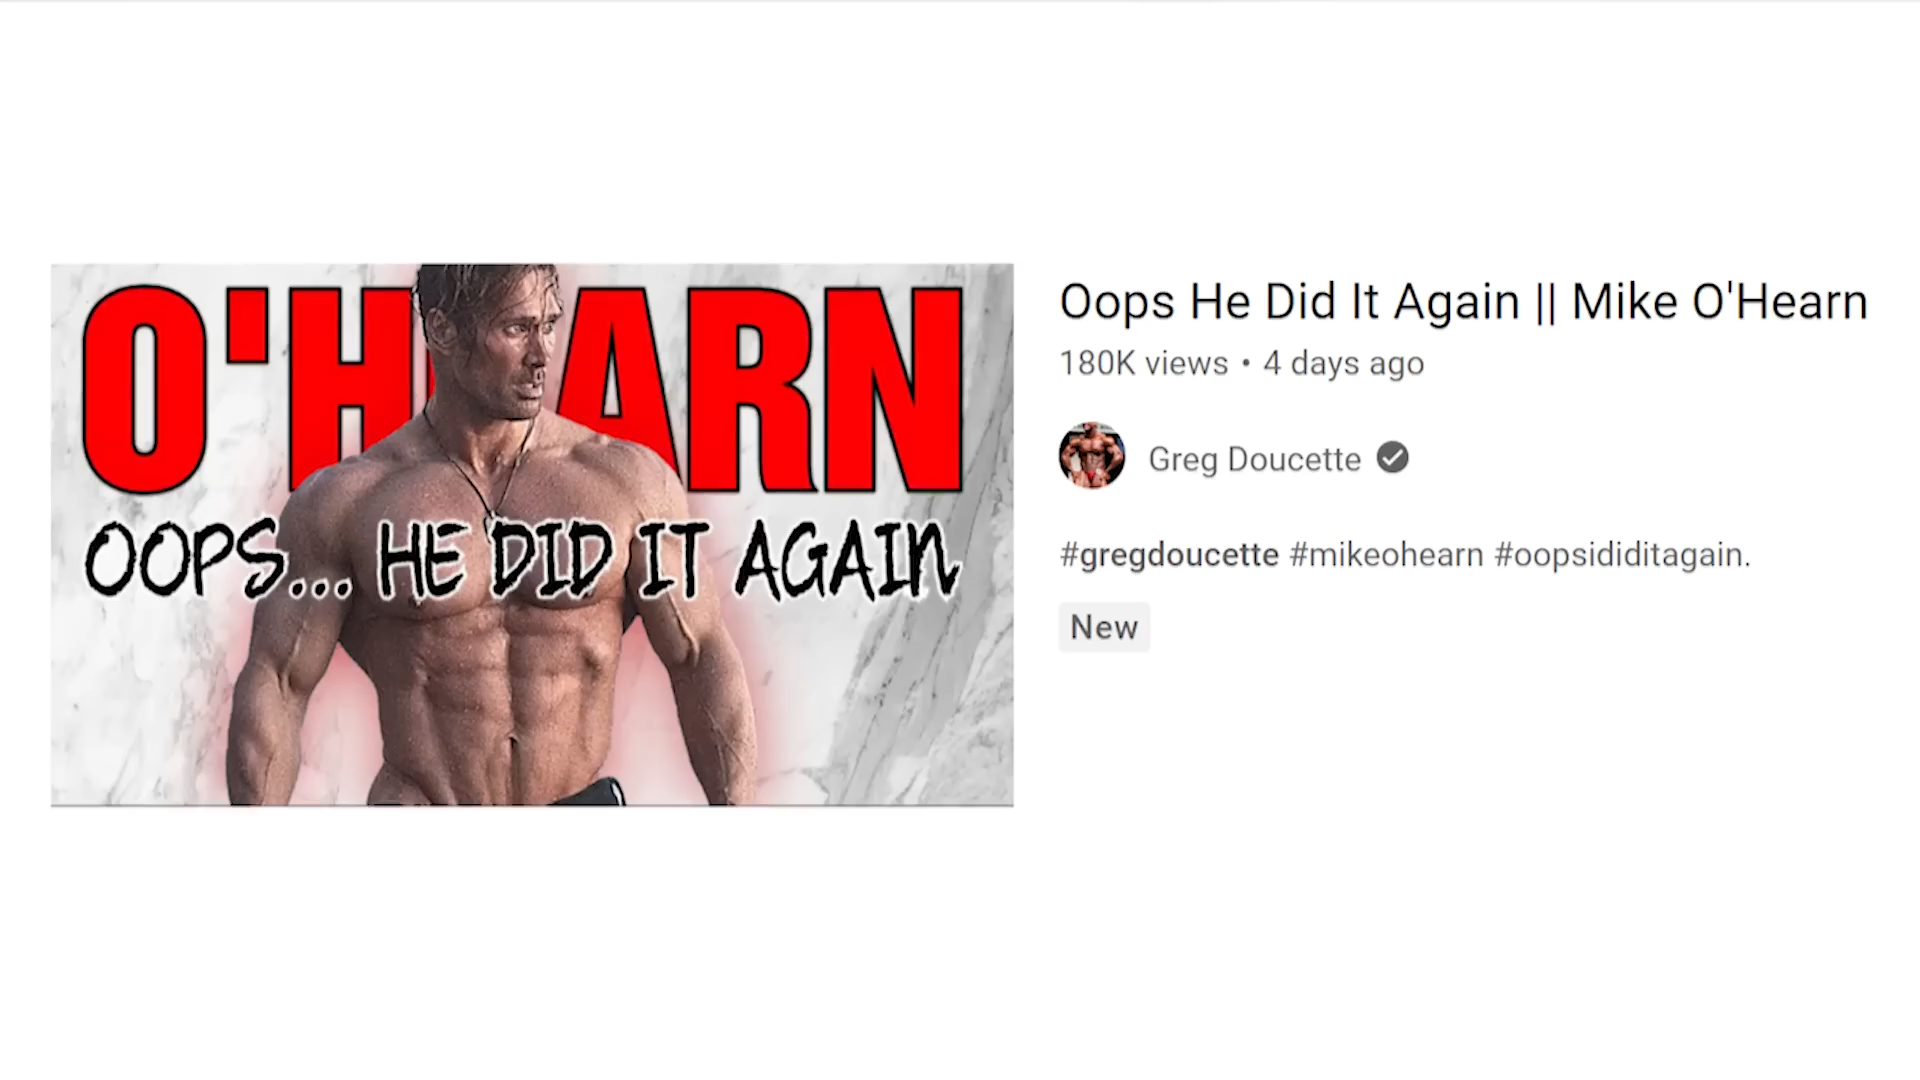 O'H ARN
OOPS... HE DID IT AGAIN
Oops He Did It Again || Mike O'Hearn
180K views • 4 days ago
Greg Doucette
#gregdoucette #mikeohearn #oopsididitagain.
New